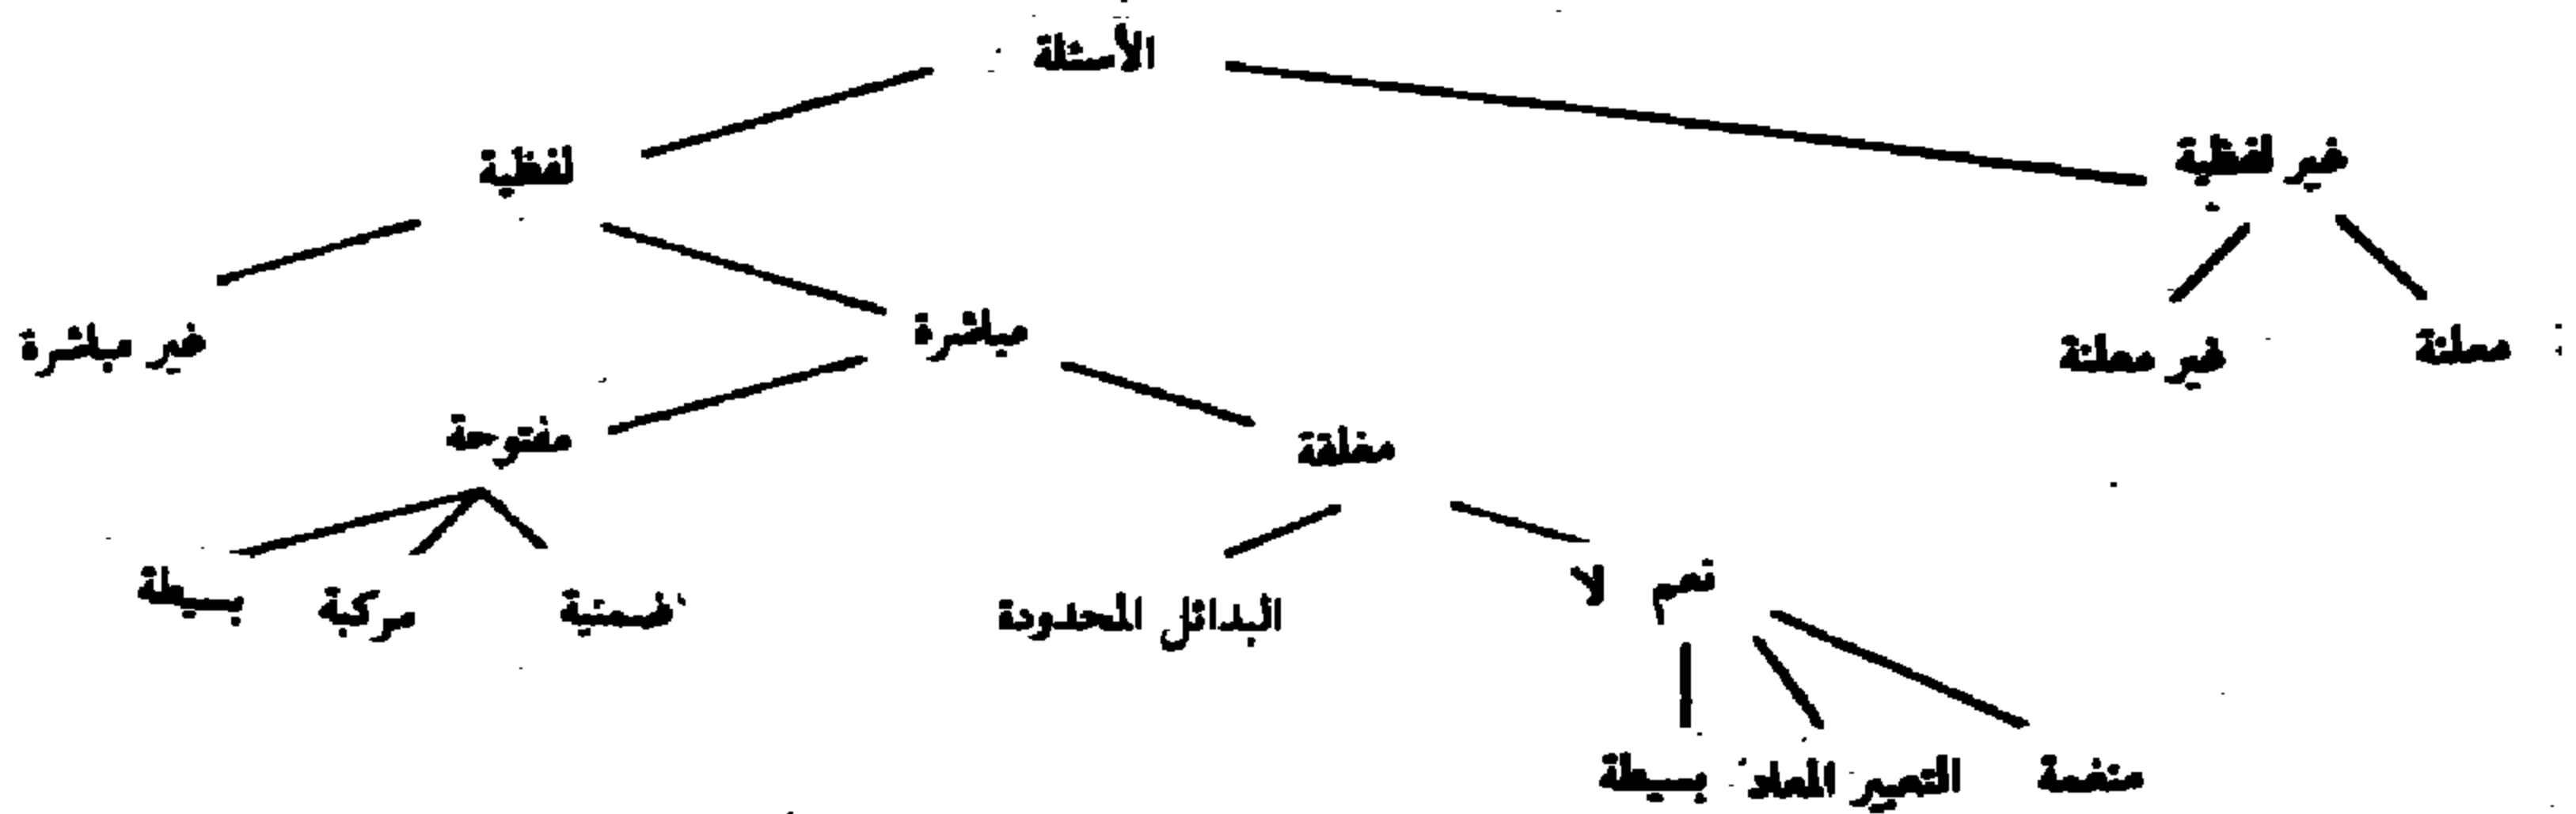 الأسئلة
غير لفظية لفظية
معلنة غير معلنة مباشرة غير مباشرة
مغلقة مفتوحة
نعم لا البدائل المحدودة ضمنية مركبة بسيطة
منغمة التعبير المعاد بسيطة